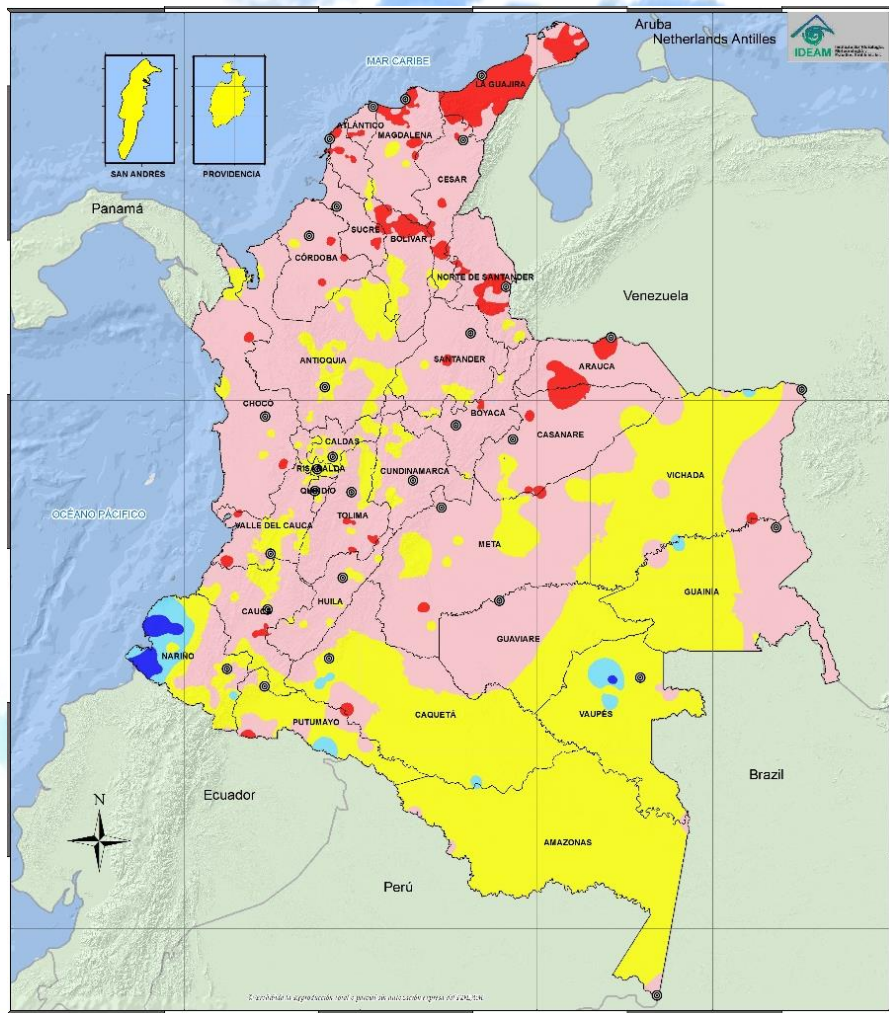 Aruba
Netherlands Antilles
IDEAM
MAR CARIBE
LA GUAJIRA
ATLÁNTICO
MAGDALENA
SAN ANDRÉS
PROVIDENCIA
CESAR
Panamá
SUCRE
BOLÍVAR
CÓRDOBA
NORTE DE SANTANDER
Venezuela
ANTIOQUIA
SANTANDER
ARAUCA
CHOCÓ
BOYACÁ
CASANARE
CALDAS
RISARALDA
CUNDINAMARCA
VICHADA
QUINDIO
OCÉANO PÁCIFICO
TOLIMA
VALLE DEL CAUCA
META
GUAINÍA
HUILA
CAUCA
GUAVIARE
NARIÑO
CAQUETÁ
VAUPÉS
PUTUMAYO
Brazil
Ecuador
N
AMAZONAS
Perú